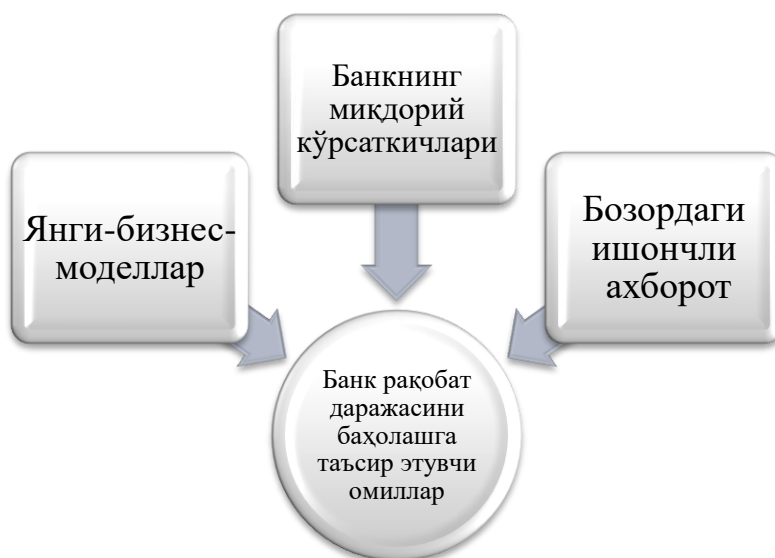 Банкнинг
миқдорий
кўрсаткичлари
Янги-бизнес-
моделлар
Бозордаги
ишончли
ахборот
Банк рақобат
даражасини
баҳолашга
таъсир этувчи
омиллар